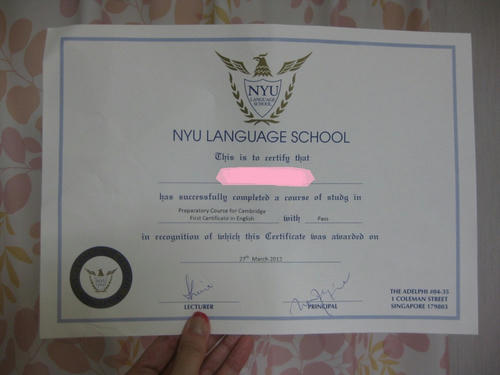 NYU
LANGUAGE
SCHOOL
NYU LANGUAGE SCHOOL
This is to certify that
has successfully completed a course of study in
Preparatory Course for Cambridge
First Certificate in English with Pass
in recognition of which this Certificate was awarded on
27th March 2012
LECTURER
PRINCIPAL
THE ADELPHI #04-35
1 COLEMAN STREET
SINGAPORE 179803